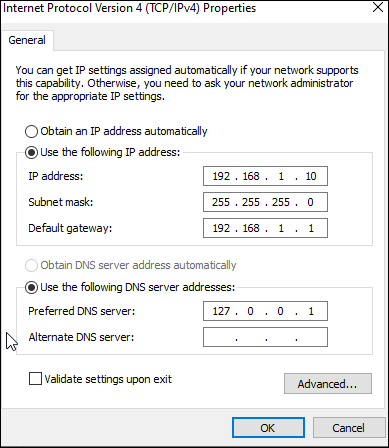 Internet Protocol Version 4 (TCP/IPv4) Properties
General
You can get IP settings assigned automatically if your network supports
this capability. Otherwise, you need to ask your network administrator
for the appropriate IP settings.
Obtain an IP address automatically
Use the following IP address:
IP address: 192 . 168 . 1 . 10
Subnet mask: 255 . 255 . 255 . 0
Default gateway: 192 . 168 . 1 . 1
Obtain DNS server address automatically
Use the following DNS server addresses:
Preferred DNS server: 127 . 0 . 0 . 1
Alternate DNS server: . . .
Validate settings upon exit
Advanced...
OK Cancel